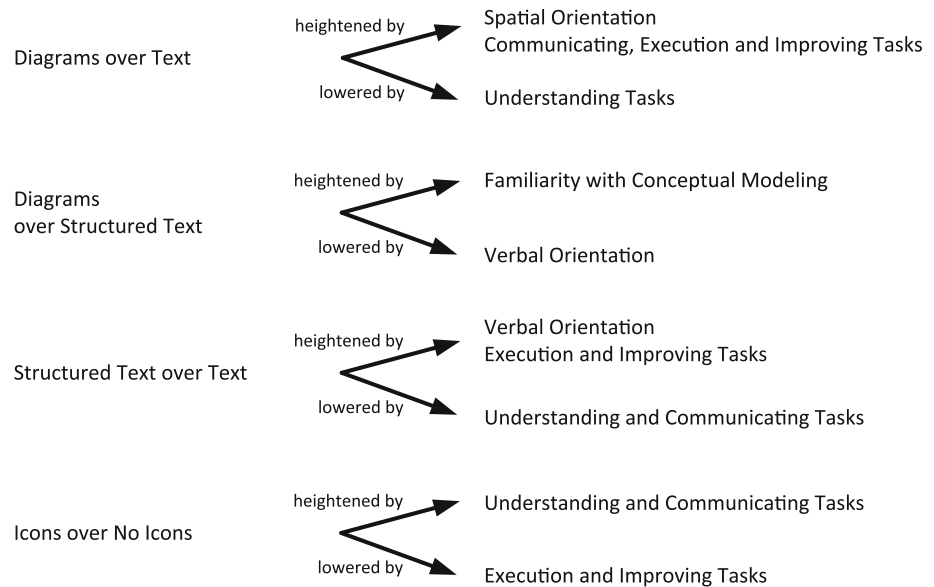 Diagrams over Text
heightened by
Spatial Orientation
Communicating, Execution and Improving Tasks
lowered by
Understanding Tasks
Diagrams
over Structured Text
heightened by
Familiarity with Conceptual Modeling
lowered by
Verbal Orientation
Structured Text over Text
heightened by
Verbal Orientation
Execution and Improving Tasks
lowered by
Understanding and Communicating Tasks
Icons over No Icons
heightened by
Understanding and Communicating Tasks
lowered by
Execution and Improving Tasks